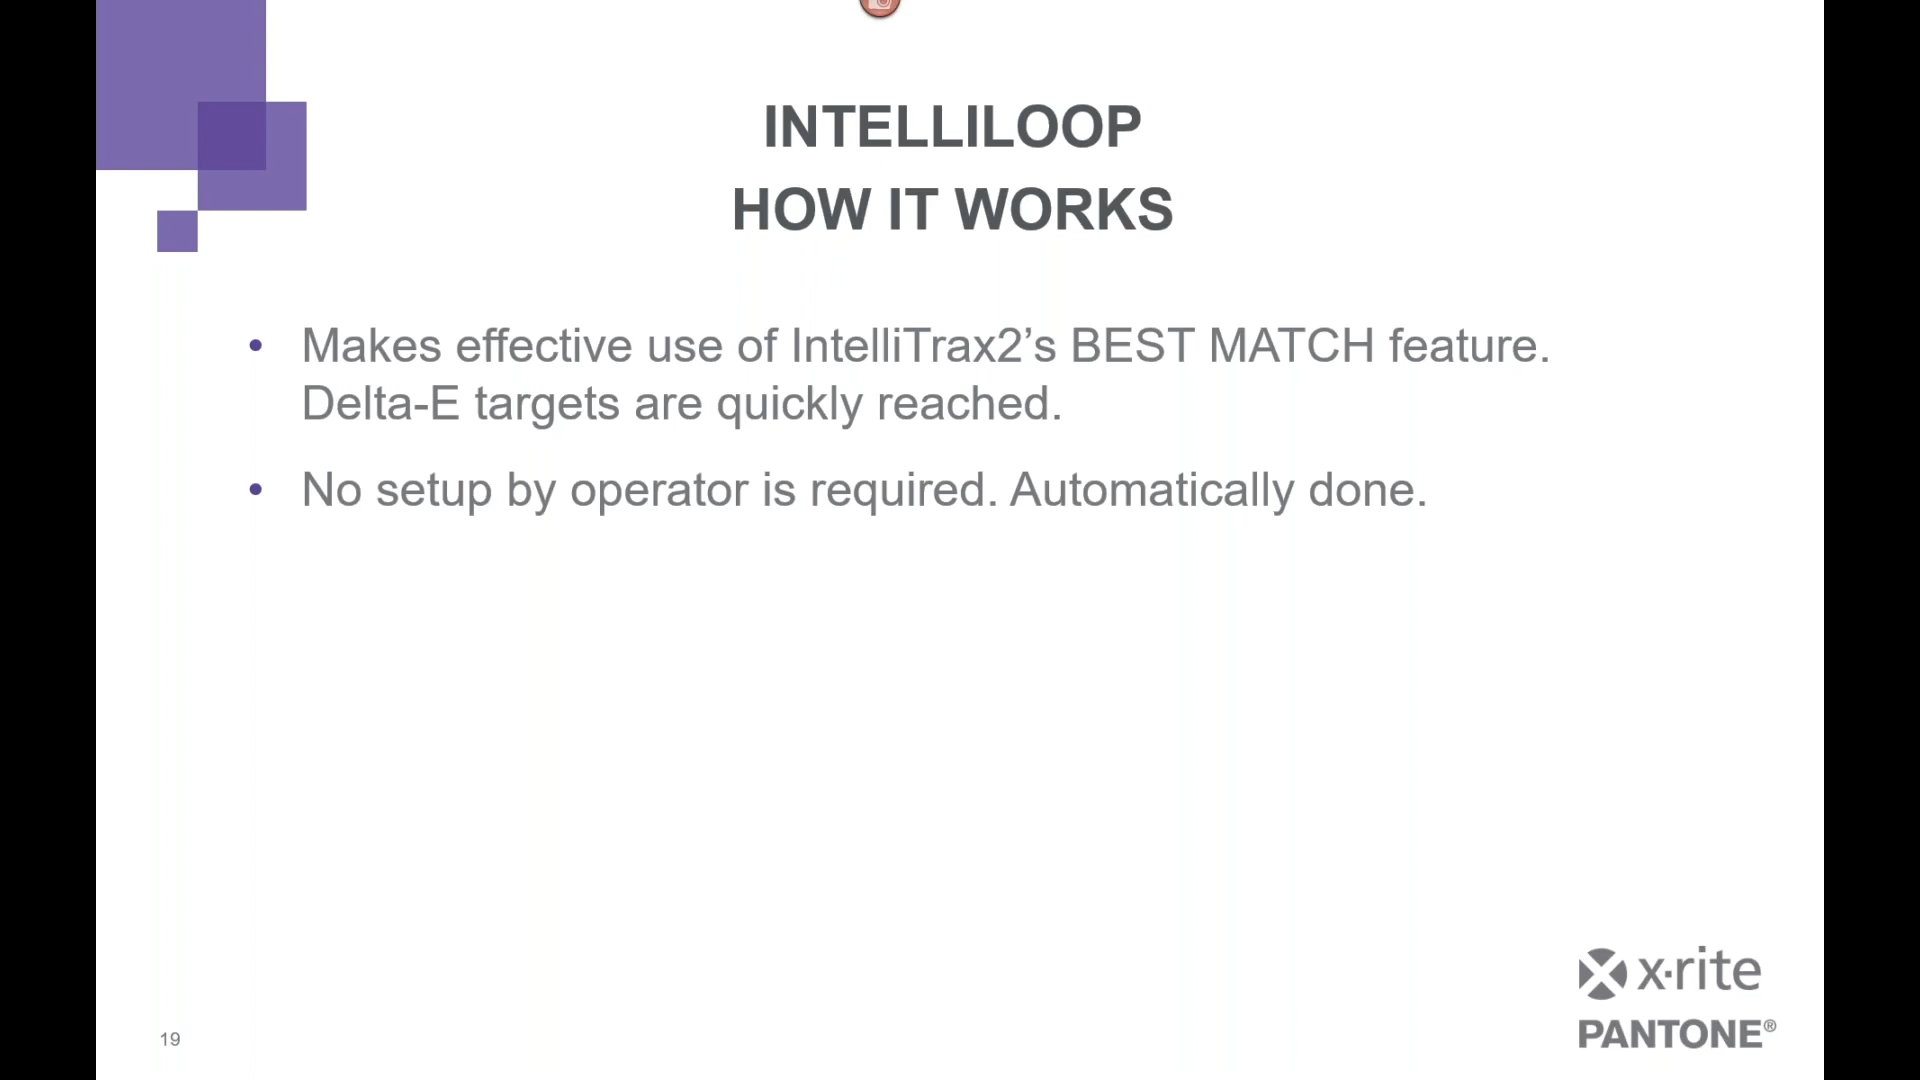 INTELLILOOP
HOW IT WORKS
• Makes effective use of IntelliTrax2’s BEST MATCH feature.
Delta-E targets are quickly reached.
• No setup by operator is required. Automatically done.
x·rite
PANTONE®
19